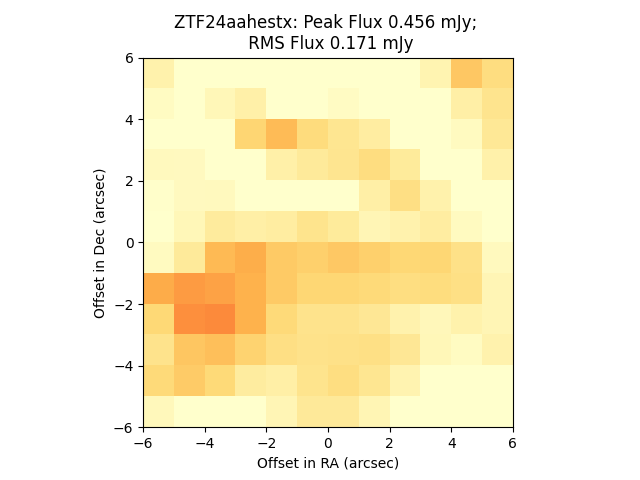 ZTF24aahestx: Peak Flux 0.456 mJy;
RMS Flux 0.171 mJy
6
4
2
0
−2
−4
−6
Offset in Dec (arcsec)
−6 −4 −2 0 2 4 6
Offset in RA (arcsec)